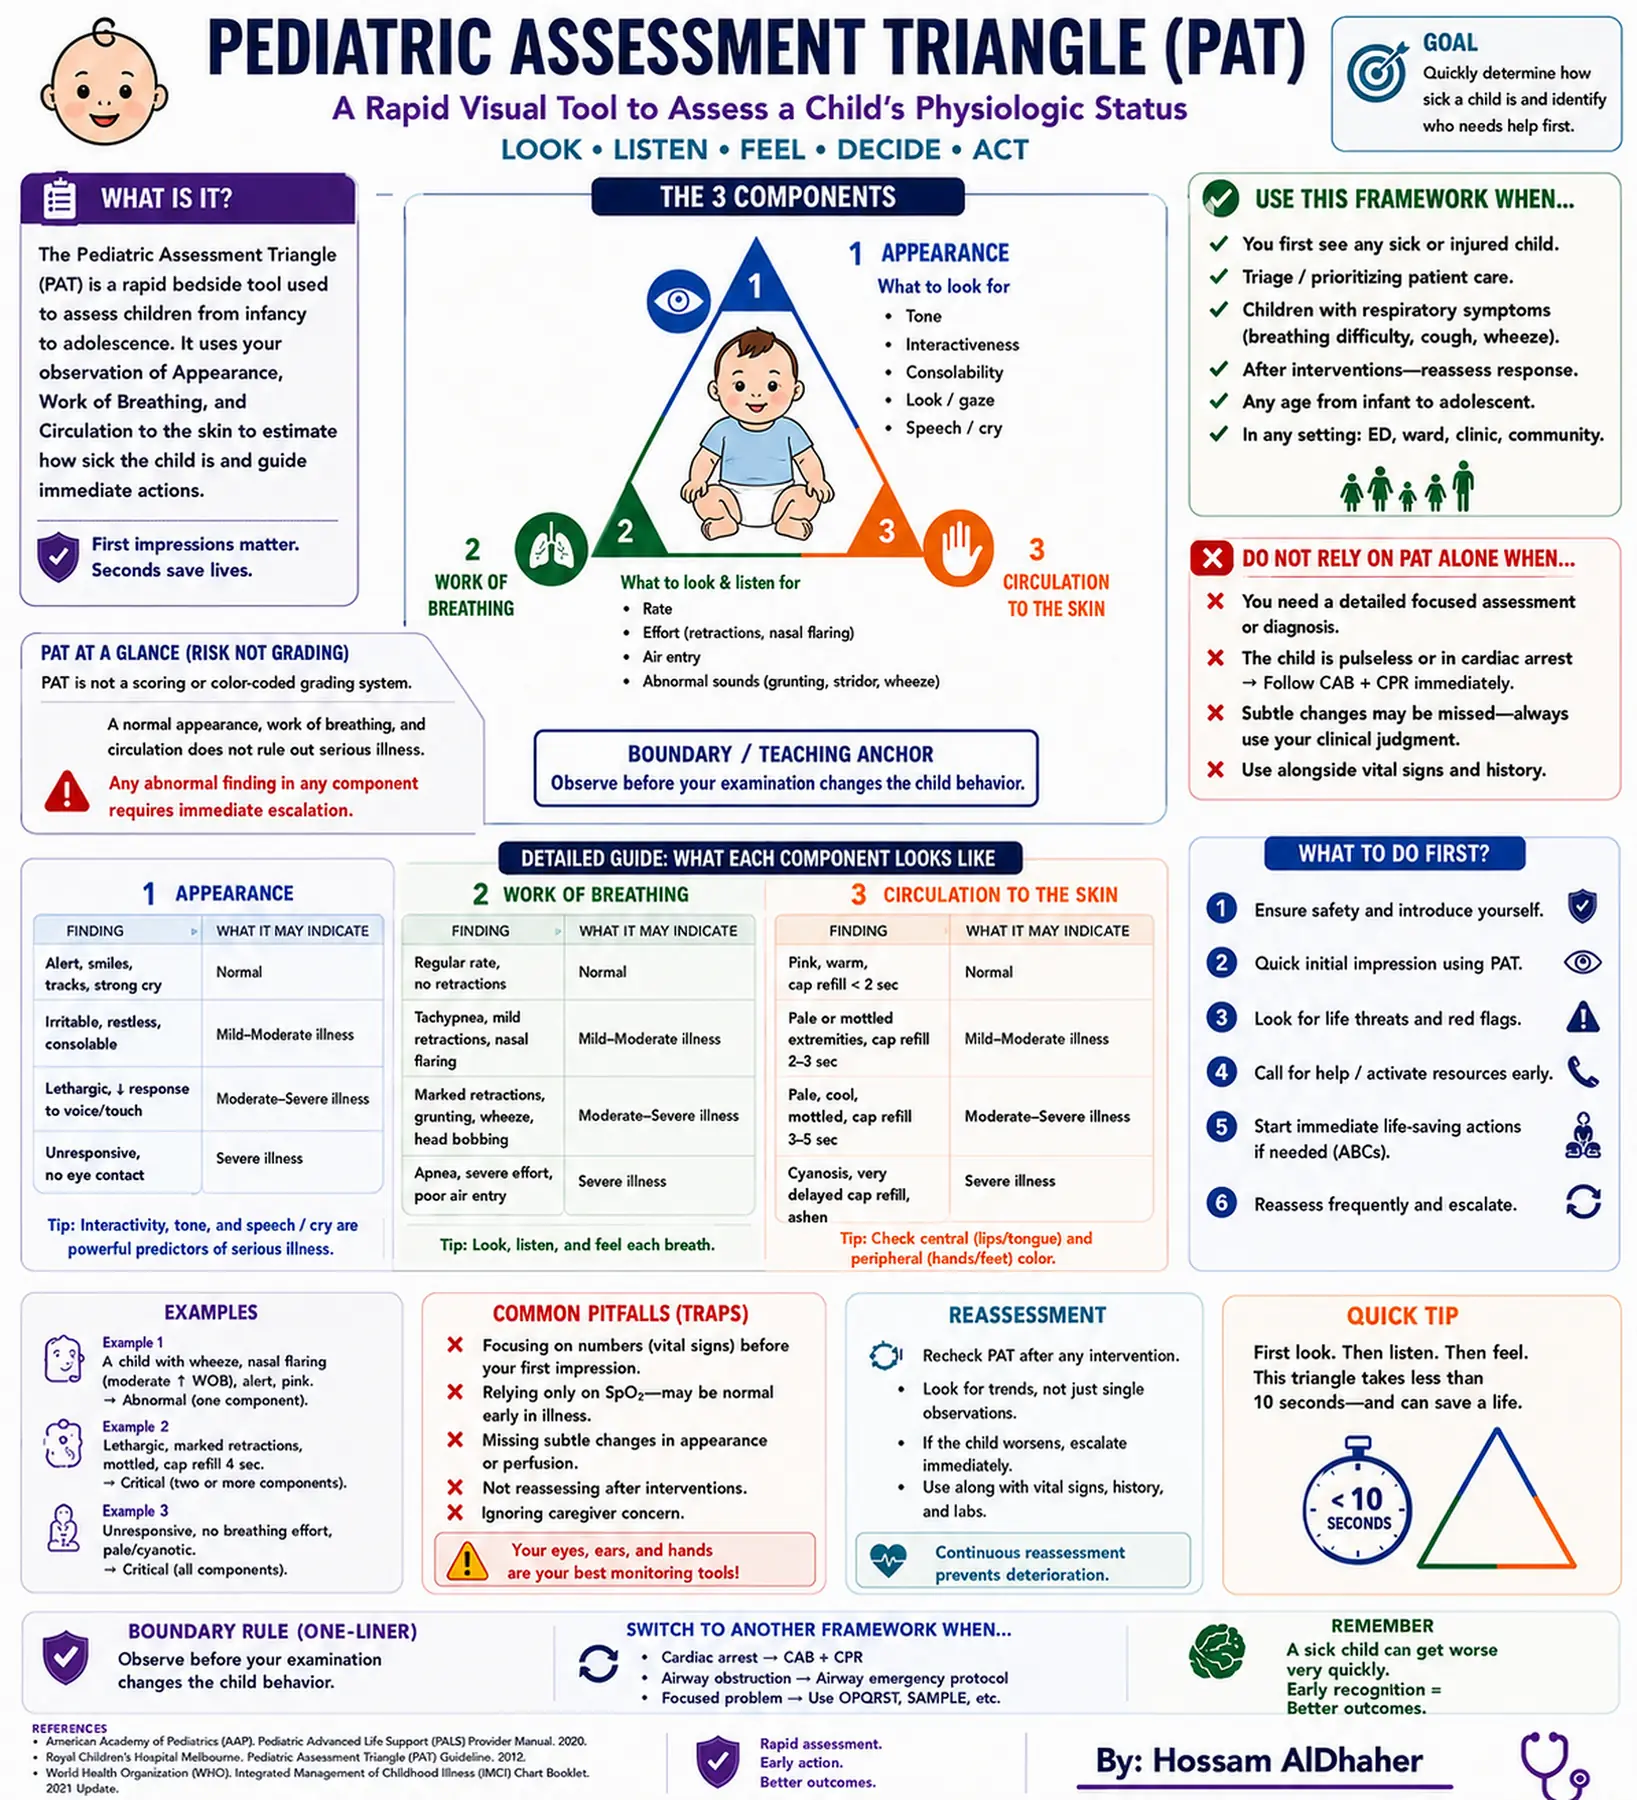 PEDIATRIC ASSESSMENT TRIANGLE (PAT)
A Rapid Visual Tool to Assess a Child's Physiologic Status
LOOK • LISTEN • FEEL • DECIDE • ACT
GOAL
Quickly determine how
sick a child is and identify
who needs help first.
WHAT IS IT?
The Pediatric Assessment Triangle
(PAT) is a rapid bedside tool used
to assess children from infancy
to adolescence. It uses your
observation of Appearance,
Work of Breathing, and
Circulation to the skin to estimate
how sick the child is and guide
immediate actions.
First impressions matter.
Seconds save lives.
PAT AT A GLANCE (RISK NOT GRADING)
PAT is not a scoring or color-coded grading system.
A normal appearance, work of breathing, and
circulation does not rule out serious illness.
Any abnormal finding in any component
requires immediate escalation.
THE 3 COMPONENTS
1
1 APPEARANCE
What to look for
• Tone
• Interactiveness
• Consolability
• Look / gaze
• Speech / cry
2
3
2
WORK OF
BREATHING
What to look & listen for
• Rate
• Effort (retractions, nasal flaring)
• Air entry
• Abnormal sounds (grunting, stridor, wheeze)
3
CIRCULATION
TO THE SKIN
BOUNDARY / TEACHING ANCHOR
Observe before your examination changes the child behavior.
USE THIS FRAMEWORK WHEN...
✓ You first see any sick or injured child.
✓ Triage / prioritizing patient care.
✓ Children with respiratory symptoms
(breathing difficulty, cough, wheeze).
✓ After interventions—reassess response.
✓ Any age from infant to adolescent.
✓ In any setting: ED, ward, clinic, community.
DO NOT RELY ON PAT ALONE WHEN...
✗ You need a detailed focused assessment
or diagnosis.
✗ The child is pulseless or in cardiac arrest
→ Follow CAB + CPR immediately.
✗ Subtle changes may be missed—always
use your clinical judgment.
✗ Use alongside vital signs and history.
DETAILED GUIDE: WHAT EACH COMPONENT LOOKS LIKE
1 APPEARANCE
FINDING WHAT IT MAY INDICATE
Alert, smiles,
tracks, strong cry
Normal
Irritable, restless,
consolable
Mild–Moderate illness
Lethargic, ↓ response
to voice/touch
Moderate–Severe illness
Unresponsive,
no eye contact
Severe illness
Tip: Interactivity, tone, and speech / cry are
powerful predictors of serious illness.
2 WORK OF BREATHING
FINDING WHAT IT MAY INDICATE
Regular rate,
no retractions
Normal
Tachypnea, mild
retractions, nasal
flaring
Mild–Moderate illness
Marked retractions,
grunting, wheeze,
head bobbing
Moderate–Severe illness
Apnea, severe effort,
poor air entry
Severe illness
Tip: Look, listen, and feel each breath.
3 CIRCULATION TO THE SKIN
FINDING WHAT IT MAY INDICATE
Pink, warm,
cap refill < 2 sec
Normal
Pale or mottled
extremities, cap refill
2–3 sec
Mild–Moderate illness
Pale, cool,
mottled, cap refill
3–5 sec
Moderate–Severe illness
Cyanosis, very
delayed cap refill,
ashen
Severe illness
Tip: Check central (lips/tongue) and
peripheral (hands/feet) color.
WHAT TO DO FIRST?
1 Ensure safety and introduce yourself.
2 Quick initial impression using PAT.
3 Look for life threats and red flags.
4 Call for help / activate resources early.
5 Start immediate life-saving actions
if needed (ABCs).
6 Reassess frequently and escalate.
EXAMPLES
Example 1
A child with wheeze, nasal flaring
(moderate ↑ WOB), alert, pink.
→ Abnormal (one component).
Example 2
Lethargic, marked retractions,
mottled, cap refill 4 sec.
→ Critical (two or more components).
Example 3
Unresponsive, no breathing effort,
pale/cyanotic.
→ Critical (all components).
COMMON PITFALLS (TRAPS)
✗ Focusing on numbers (vital signs) before
your first impression.
✗ Relying only on SpO₂—may be normal
early in illness.
✗ Missing subtle changes in appearance
or perfusion.
✗ Not reassessing after interventions.
✗ Ignoring caregiver concern.
Your eyes, ears, and hands
are your best monitoring tools!
REASSESSMENT
Recheck PAT after any intervention.
• Look for trends, not just single
observations.
• If the child worsens, escalate
immediately.
• Use along with vital signs, history,
and labs.
Continuous reassessment
prevents deterioration.
QUICK TIP
First look. Then listen. Then feel.
This triangle takes less than
10 seconds—and can save a life.
< 10
SECONDS
BOUNDARY RULE (ONE-LINER)
Observe before your examination
changes the child behavior.
SWITCH TO ANOTHER FRAMEWORK WHEN...
• Cardiac arrest → CAB + CPR
• Airway obstruction → Airway emergency protocol
• Focused problem → Use OPQRST, SAMPLE, etc.
REMEMBER
A sick child can get worse
very quickly.
Early recognition =
Better outcomes.
REFERENCES
• American Academy of Pediatrics (AAP). Pediatric Advanced Life Support (PALS) Provider Manual. 2020.
• Royal Children's Hospital Melbourne. Pediatric Assessment Triangle (PAT) Guideline. 2012.
• World Health Organization (WHO). Integrated Management of Childhood Illness (IMCI) Chart Booklet.
2021 Update.
Rapid assessment.
Early action.
Better outcomes.
By: Hossam AlDhaher